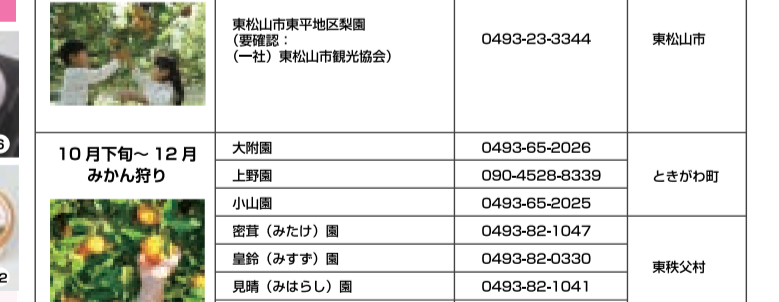 東松山市東平地区梨園
(要確認:
(一社)東松山市観光協会)
0493-23-3344
東松山市
10月下旬～12月
みかん狩り
大附園
0493-65-2026
上野園
090-4528-8339
ときがわ町
小山園
0493-65-2025
密茸(みたけ)園
0493-82-1047
皇鈴(みすず)園
0493-82-0330
東秩父村
見晴(みはらし)園
0493-82-1041